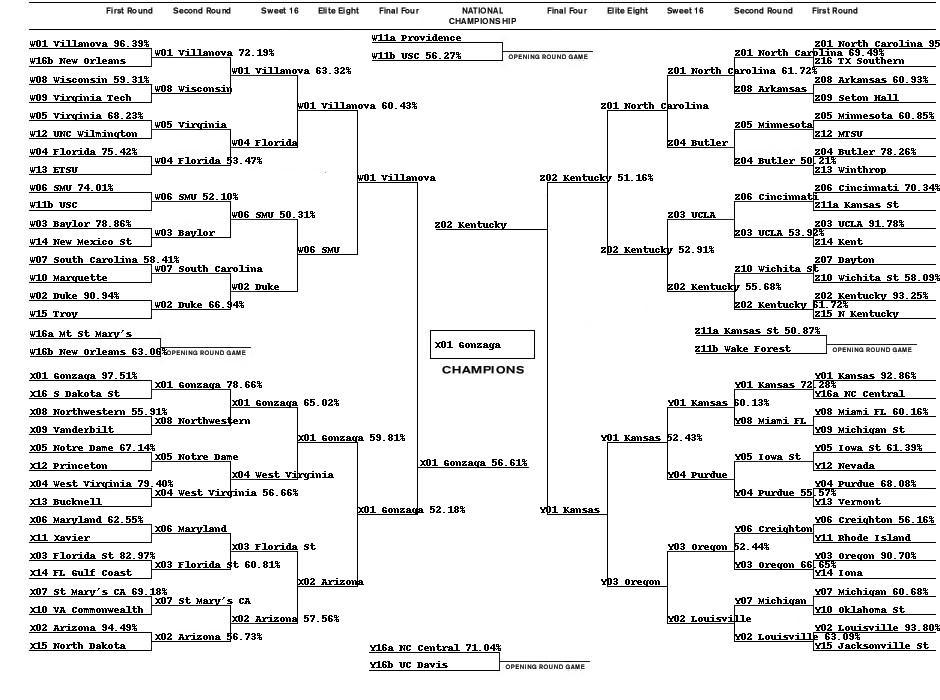 First Round Second Round Sweet 16 Elite Eight Final Four NATIONAL CHAMPIONSHIP Final Four Elite Eight Sweet 16 Second Round First Round
W01 Villanova 96.39%
W16b New Orleans
W08 Wisconsin 59.31%
W09 Virginia Tech
W05 Virginia 68.23%
W12 UNC Wilmington
W04 Florida 75.42%
W13 ETSU
W06 SMU 74.01%
W11b USC
W03 Baylor 78.86%
W14 New Mexico St
W07 South Carolina 58.41%
W10 Marquette
W02 Duke 90.94%
W15 Troy
W01 Villanova 72.19%
W08 Wisconsin
W05 Virginia
W04 Florida 53.47%
W06 SMU 52.10%
W03 Baylor
W07 South Carolina
W02 Duke 66.94%
W01 Villanova 63.32%
W04 Florida
W06 SMU 50.31%
W02 Duke
W01 Villanova 60.43%
W06 SMU
W01 Villanova
W16a Mt St Mary's
W16b New Orleans 63.06%
OPENING ROUND GAME
X01 Gonzaga 97.51%
X16 S Dakota St
X08 Northwestern 55.91%
X09 Vanderbilt
X05 Notre Dame 67.14%
X12 Princeton
X04 West Virginia 79.40%
X13 Bucknell
X06 Maryland 62.55%
X11 Xavier
X03 Florida St 82.97%
X14 FL Gulf Coast
X07 St Mary's CA 69.18%
X10 VA Commonwealth
X02 Arizona 94.49%
X15 North Dakota
X01 Gonzaga 78.66%
X08 Northwestern
X05 Notre Dame
X04 West Virginia 56.66%
X06 Maryland
X03 Florida St 60.81%
X07 St Mary's CA
X02 Arizona 56.73%
X01 Gonzaga 65.02%
X04 West Virginia
X03 Florida St
X02 Arizona 57.56%
X01 Gonzaga 59.81%
X02 Arizona
X01 Gonzaga 52.18%
W11a Providence
W11b USC 56.27%
OPENING ROUND GAME
Z02 Kentucky
X01 Gonzaga
CHAMPIONS
X01 Gonzaga 56.61%
Y16a NC Central 71.04%
Y16b UC Davis
OPENING ROUND GAME
Z02 Kentucky 51.16%
Z01 North Carolina
Z02 Kentucky 52.91%
Z01 North Carolina 61.72%
Z04 Butler
Z03 UCLA
Z02 Kentucky 55.68%
Z01 North Carolina 69.49%
Z08 Arkansas
Z05 Minnesota
Z04 Butler 50.21%
Z06 Cincinnati
Z03 UCLA 53.92%
Z10 Wichita St
Z02 Kentucky 61.72%
Z01 North Carolina 95
Z16 TX Southern
Z08 Arkansas 60.93%
Z09 Seton Hall
Z05 Minnesota 60.85%
Z12 MTSU
Z04 Butler 78.26%
Z13 Winthrop
Z06 Cincinnati 70.34%
Z11a Kansas St
Z03 UCLA 91.78%
Z14 Kent
Z07 Dayton
Z10 Wichita St 58.09%
Z02 Kentucky 93.25%
Z15 N Kentucky
Z11a Kansas St 50.87%
Z11b Wake Forest
OPENING ROUND GAME
Y01 Kansas
Y01 Kansas 52.43%
Y03 Oregon
Y01 Kansas 60.13%
Y04 Purdue
Y03 Oregon 52.44%
Y02 Louisville
Y01 Kansas 72.28%
Y08 Miami FL
Y05 Iowa St
Y04 Purdue 55.57%
Y06 Creighton
Y03 Oregon 66.65%
Y07 Michigan
Y02 Louisville 63.09%
Y01 Kansas 92.86%
Y16a NC Central
Y08 Miami FL 60.16%
Y09 Michigan St
Y05 Iowa St 61.39%
Y12 Nevada
Y04 Purdue 68.08%
Y13 Vermont
Y06 Creighton 56.16%
Y11 Rhode Island
Y03 Oregon 90.70%
Y14 Iona
Y07 Michigan 60.68%
Y10 Oklahoma St
Y02 Louisville 93.80%
Y15 Jacksonville St